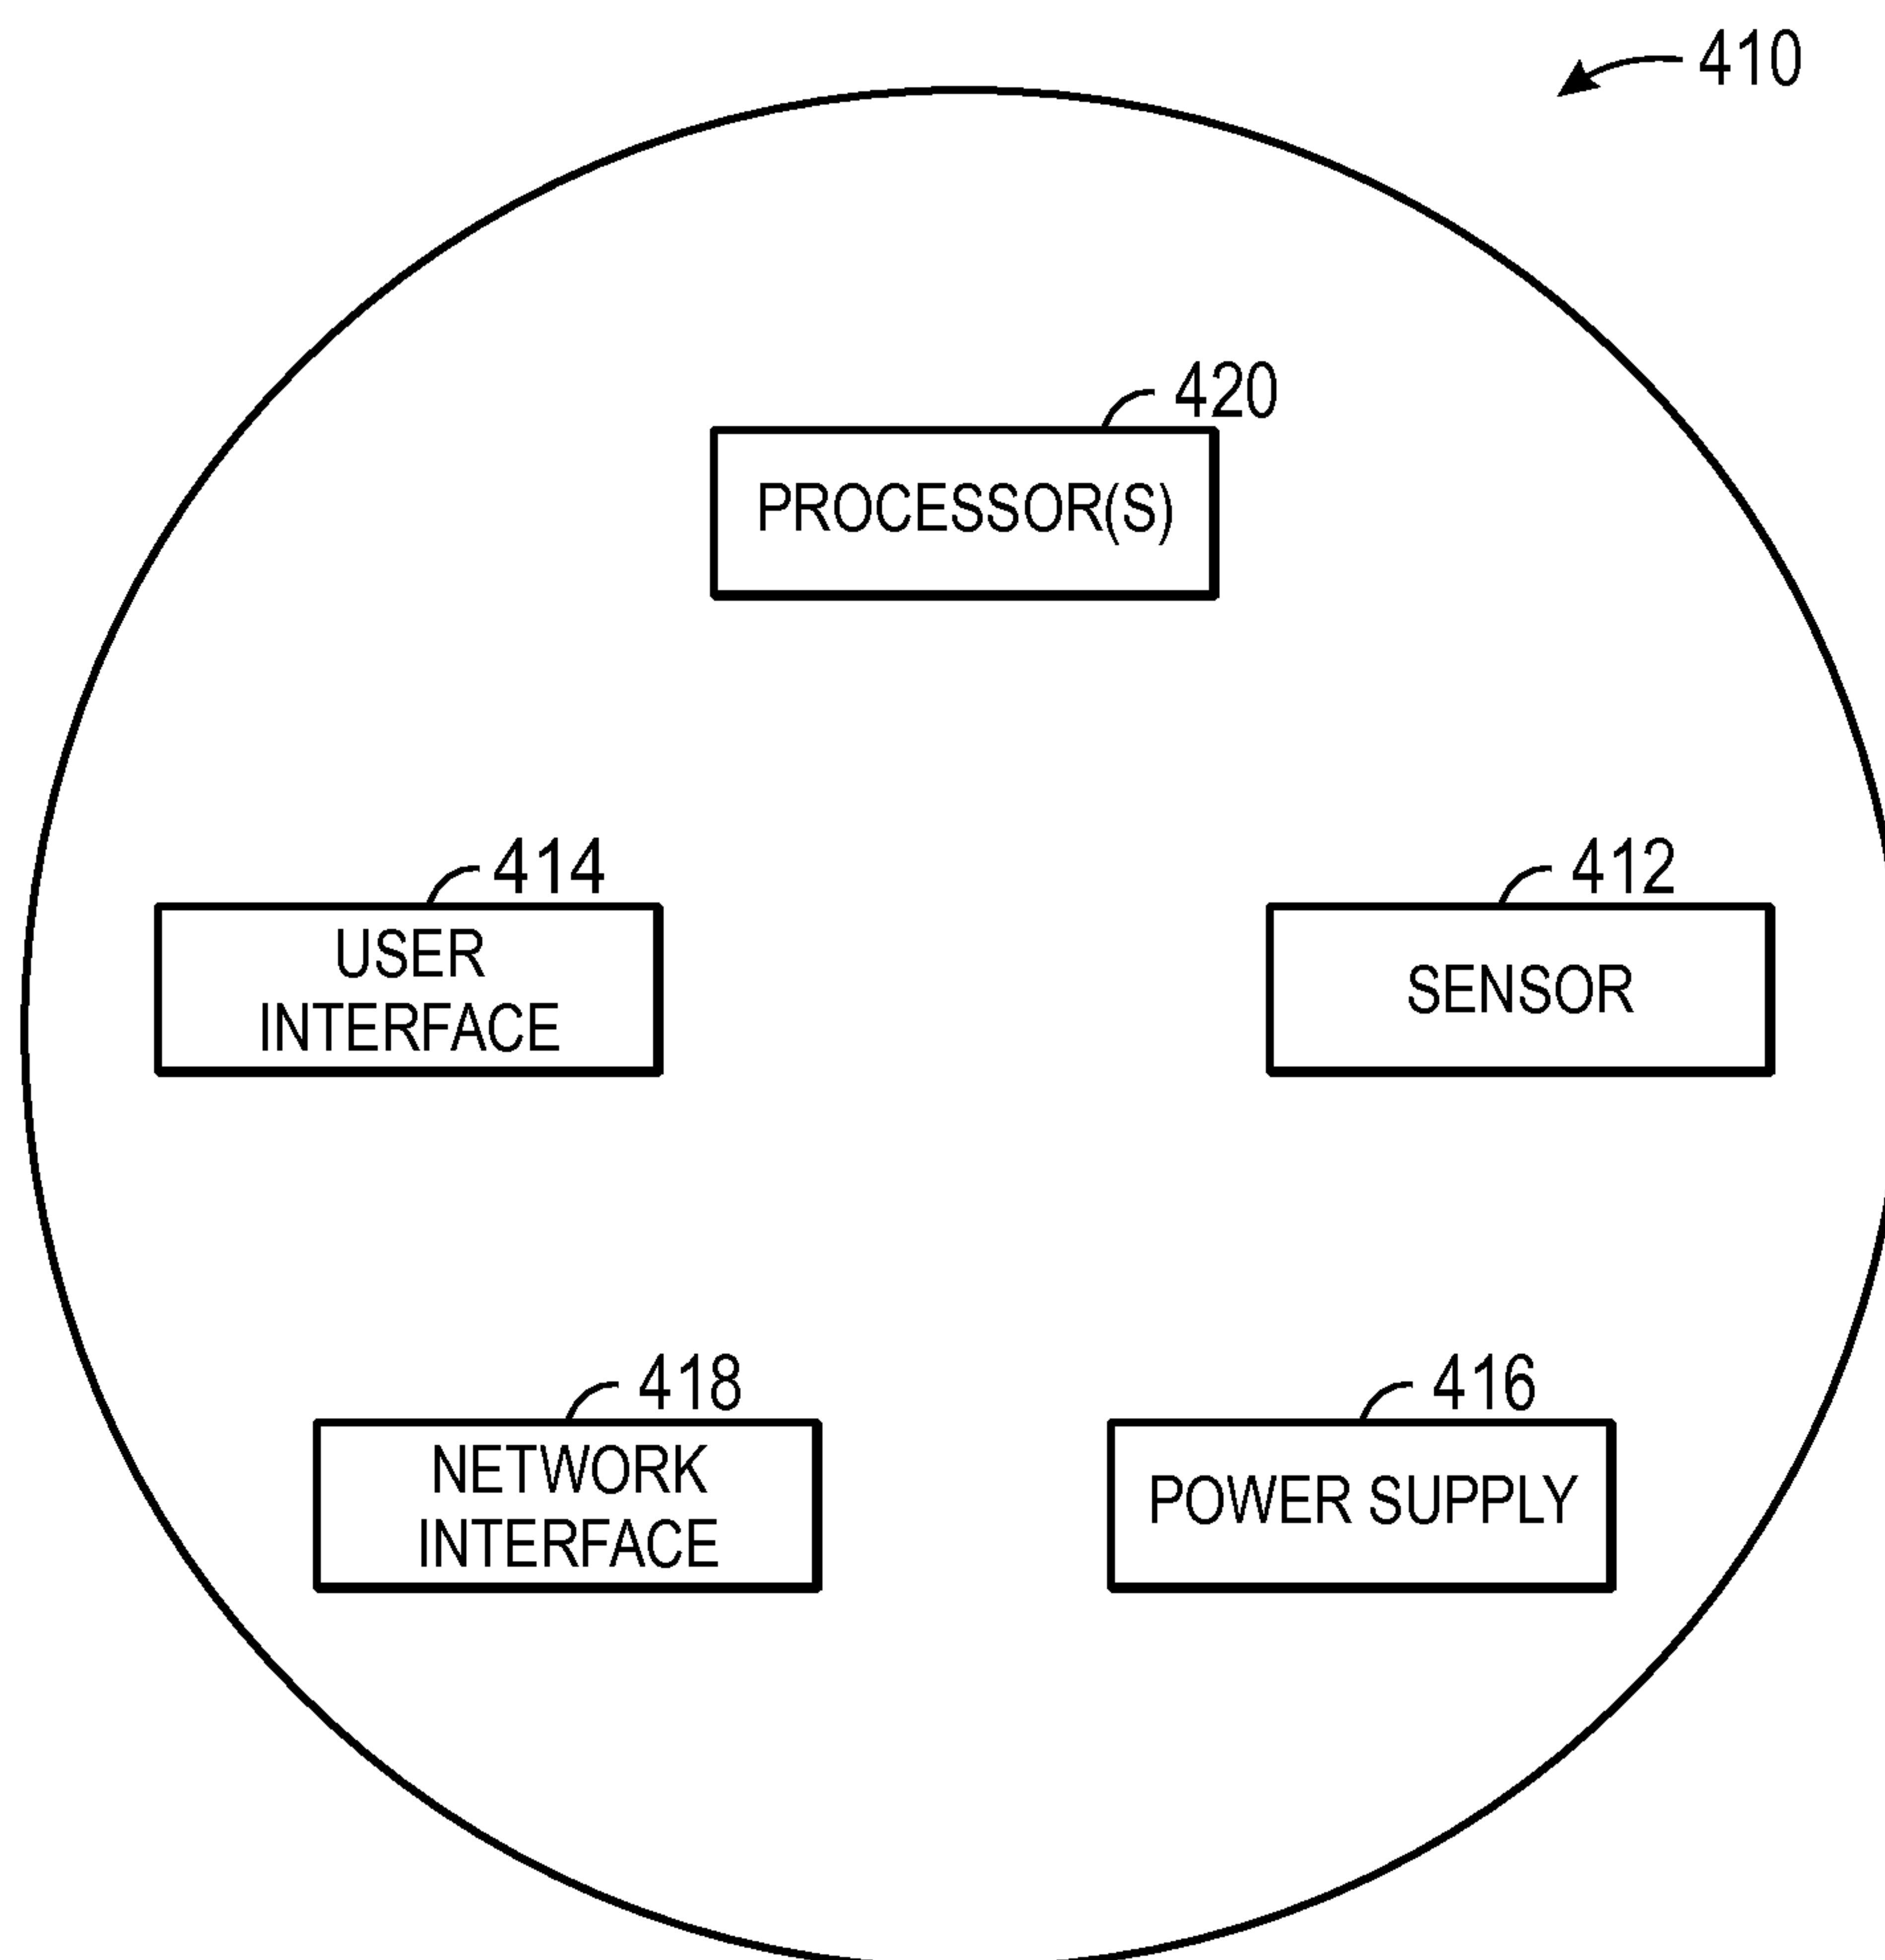 410
420
PROCESSOR(S)
414
USER
INTERFACE
412
SENSOR
418
NETWORK
INTERFACE
416
POWER SUPPLY